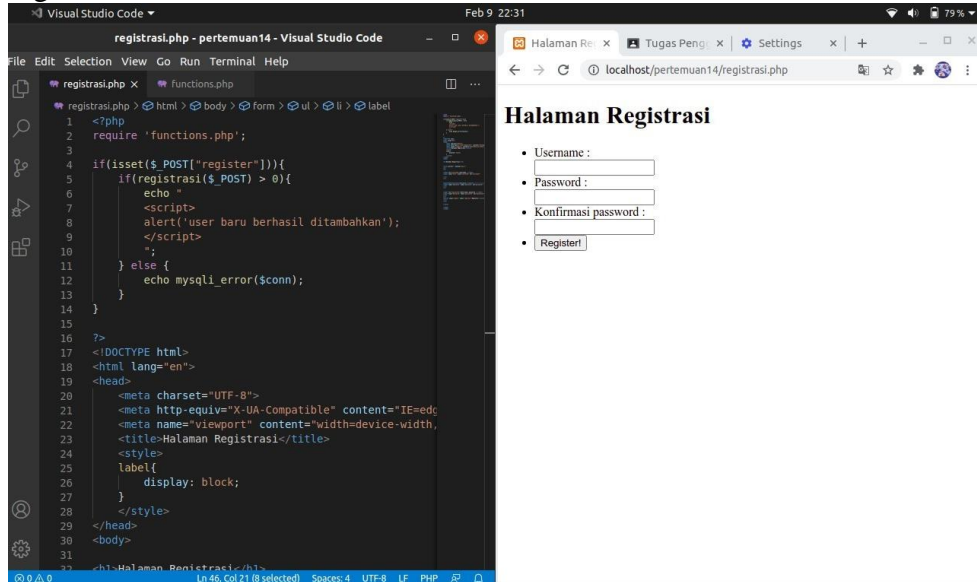 Visual Studio Code
Feb 9 22:31
79 %
registrasi.php - pertemuan14 - Visual Studio Code
File Edit Selection View Go Run Terminal Help
registrasi.php
functions.php
registrasi.php > html > body > form > ul > li > label
1 <?php
2 require 'functions.php';
3
4 if(isset($_POST["register"])){
5 if(registrasi($_POST) > 0){
6 echo "
7 <script>
8 alert('user baru berhasil ditambahkan');
9 </script>
10 ";
11 } else {
12 echo mysqli_error($conn);
13 }
14 }
15
16 ?>
17 <!DOCTYPE html>
18 <html lang="en">
19 <head>
20 <meta charset="UTF-8">
21 <meta http-equiv="X-UA-Compatible" content="IE=edg
22 <meta name="viewport" content="width=device-width,
23 <title>Halaman Registrasi</title>
24 <style>
25 label{
26 display: block;
27 }
28 </style>
29 </head>
30 <body>
31
32 <h1>Halaman Registrasi</h1>
0 0
Ln 46, Col 21 (8 selected) Spaces: 4 UTF-8 LF PHP
Halaman Re
Tugas Peng
Settings
localhost/pertemuan14/registrasi.php
Halaman Registrasi
Username :
Password :
Konfirmasi password :
Register!